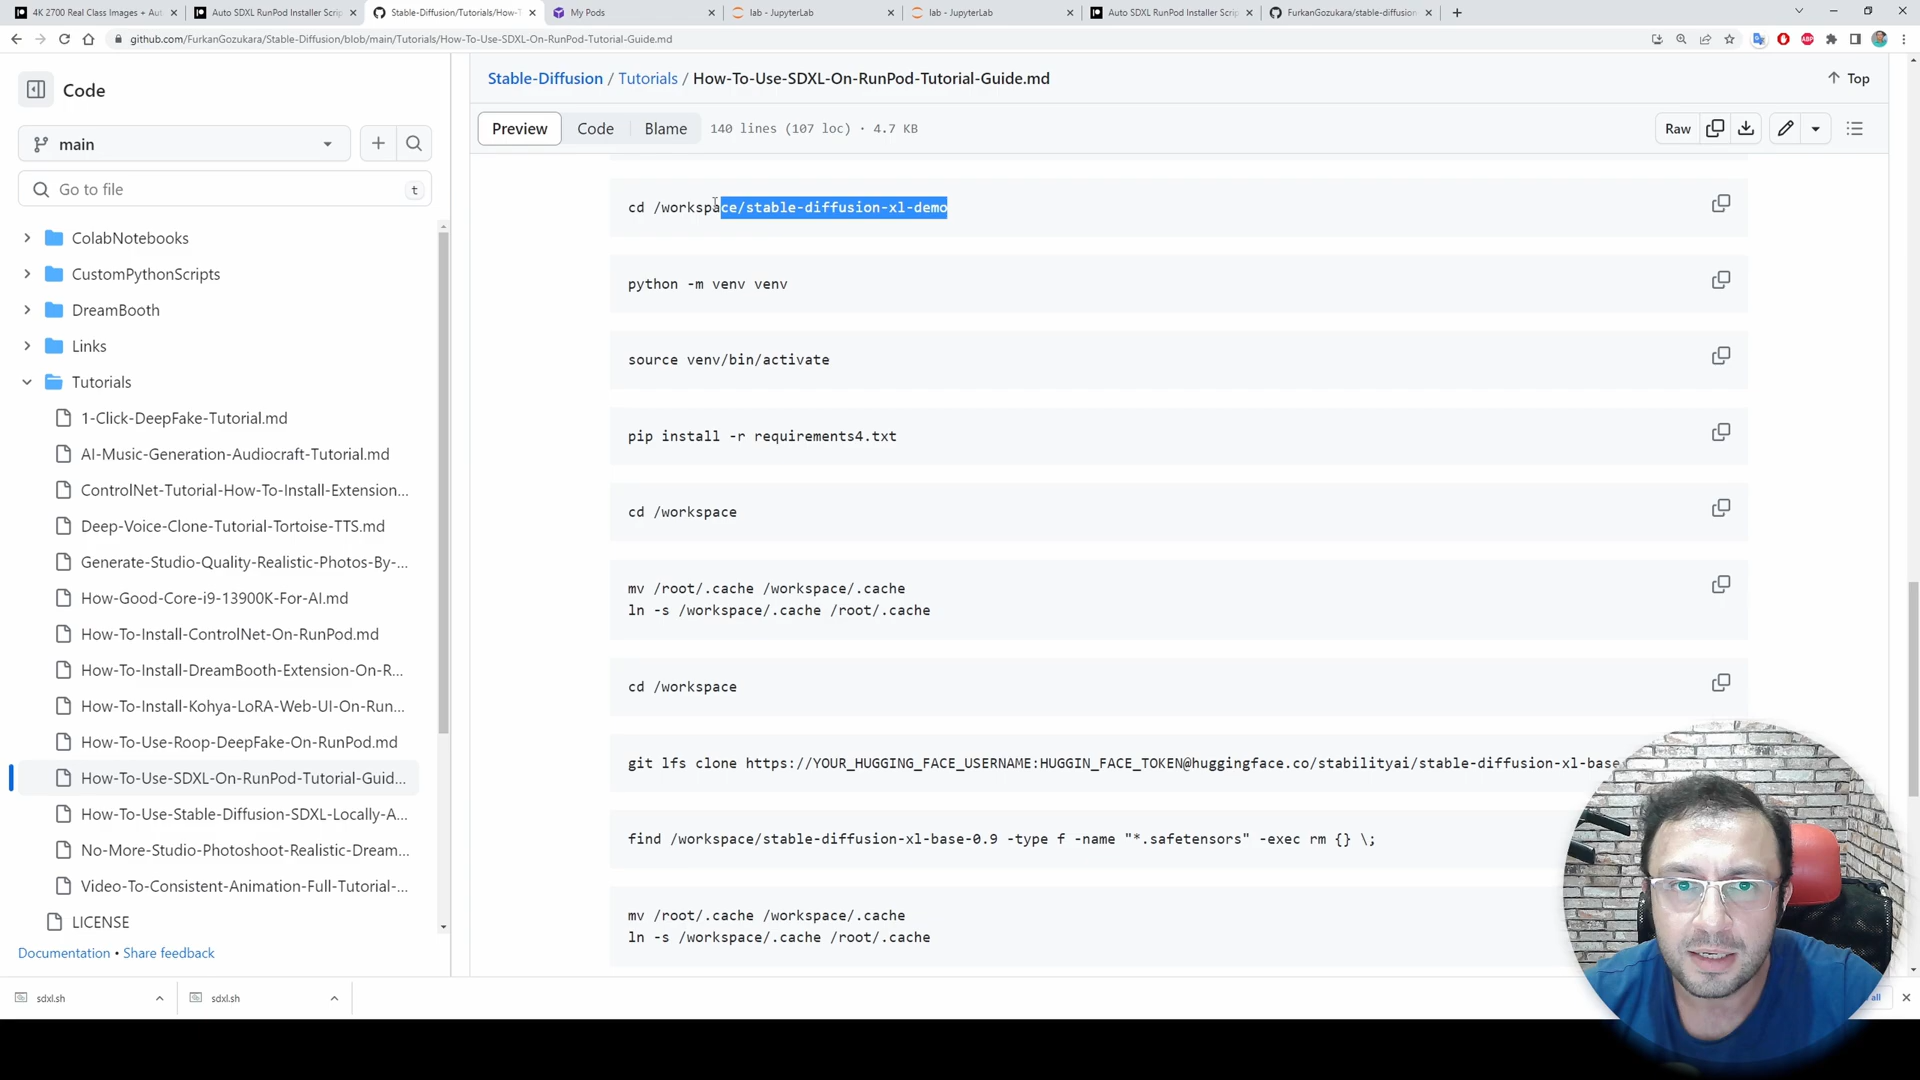 4K 2700 Real Class Images + Aut
Auto SDXL RunPod Installer Scrip
Stable-Diffusion/Tutorials/How-T
My Pods
lab - JupyterLab
lab - JupyterLab
Auto SDXL RunPod Installer Scrip
FurkanGozukara/stable-diffusion
github.com/FurkanGozukara/Stable-Diffusion/blob/main/Tutorials/How-To-Use-SDXL-On-RunPod-Tutorial-Guide.md
Code
main
Go to file
t
ColabNotebooks
CustomPythonScripts
DreamBooth
Links
Tutorials
1-Click-DeepFake-Tutorial.md
AI-Music-Generation-Audiocraft-Tutorial.md
ControlNet-Tutorial-How-To-Install-Extension...
Deep-Voice-Clone-Tutorial-Tortoise-TTS.md
Generate-Studio-Quality-Realistic-Photos-By-...
How-Good-Core-i9-13900K-For-AI.md
How-To-Install-ControlNet-On-RunPod.md
How-To-Install-DreamBooth-Extension-On-R...
How-To-Install-Kohya-LoRA-Web-UI-On-Run...
How-To-Use-Roop-DeepFake-On-RunPod.md
How-To-Use-SDXL-On-RunPod-Tutorial-Guid...
How-To-Use-Stable-Diffusion-SDXL-Locally-A...
No-More-Studio-Photoshoot-Realistic-Dream...
Video-To-Consistent-Animation-Full-Tutorial-...
LICENSE
Documentation • Share feedback
Stable-Diffusion / Tutorials / How-To-Use-SDXL-On-RunPod-Tutorial-Guide.md
Top
Preview Code Blame 140 lines (107 loc) · 4.7 KB
Raw
cd /workspace/stable-diffusion-xl-demo
python -m venv venv
source venv/bin/activate
pip install -r requirements4.txt
cd /workspace
mv /root/.cache /workspace/.cache
ln -s /workspace/.cache /root/.cache
cd /workspace
git lfs clone https://YOUR_HUGGING_FACE_USERNAME:HUGGIN_FACE_TOKEN@huggingface.co/stabilityai/stable-diffusion-xl-base
find /workspace/stable-diffusion-xl-base-0.9 -type f -name "*.safetensors" -exec rm {} \;
mv /root/.cache /workspace/.cache
ln -s /workspace/.cache /root/.cache
sdxl.sh
sdxl.sh
all